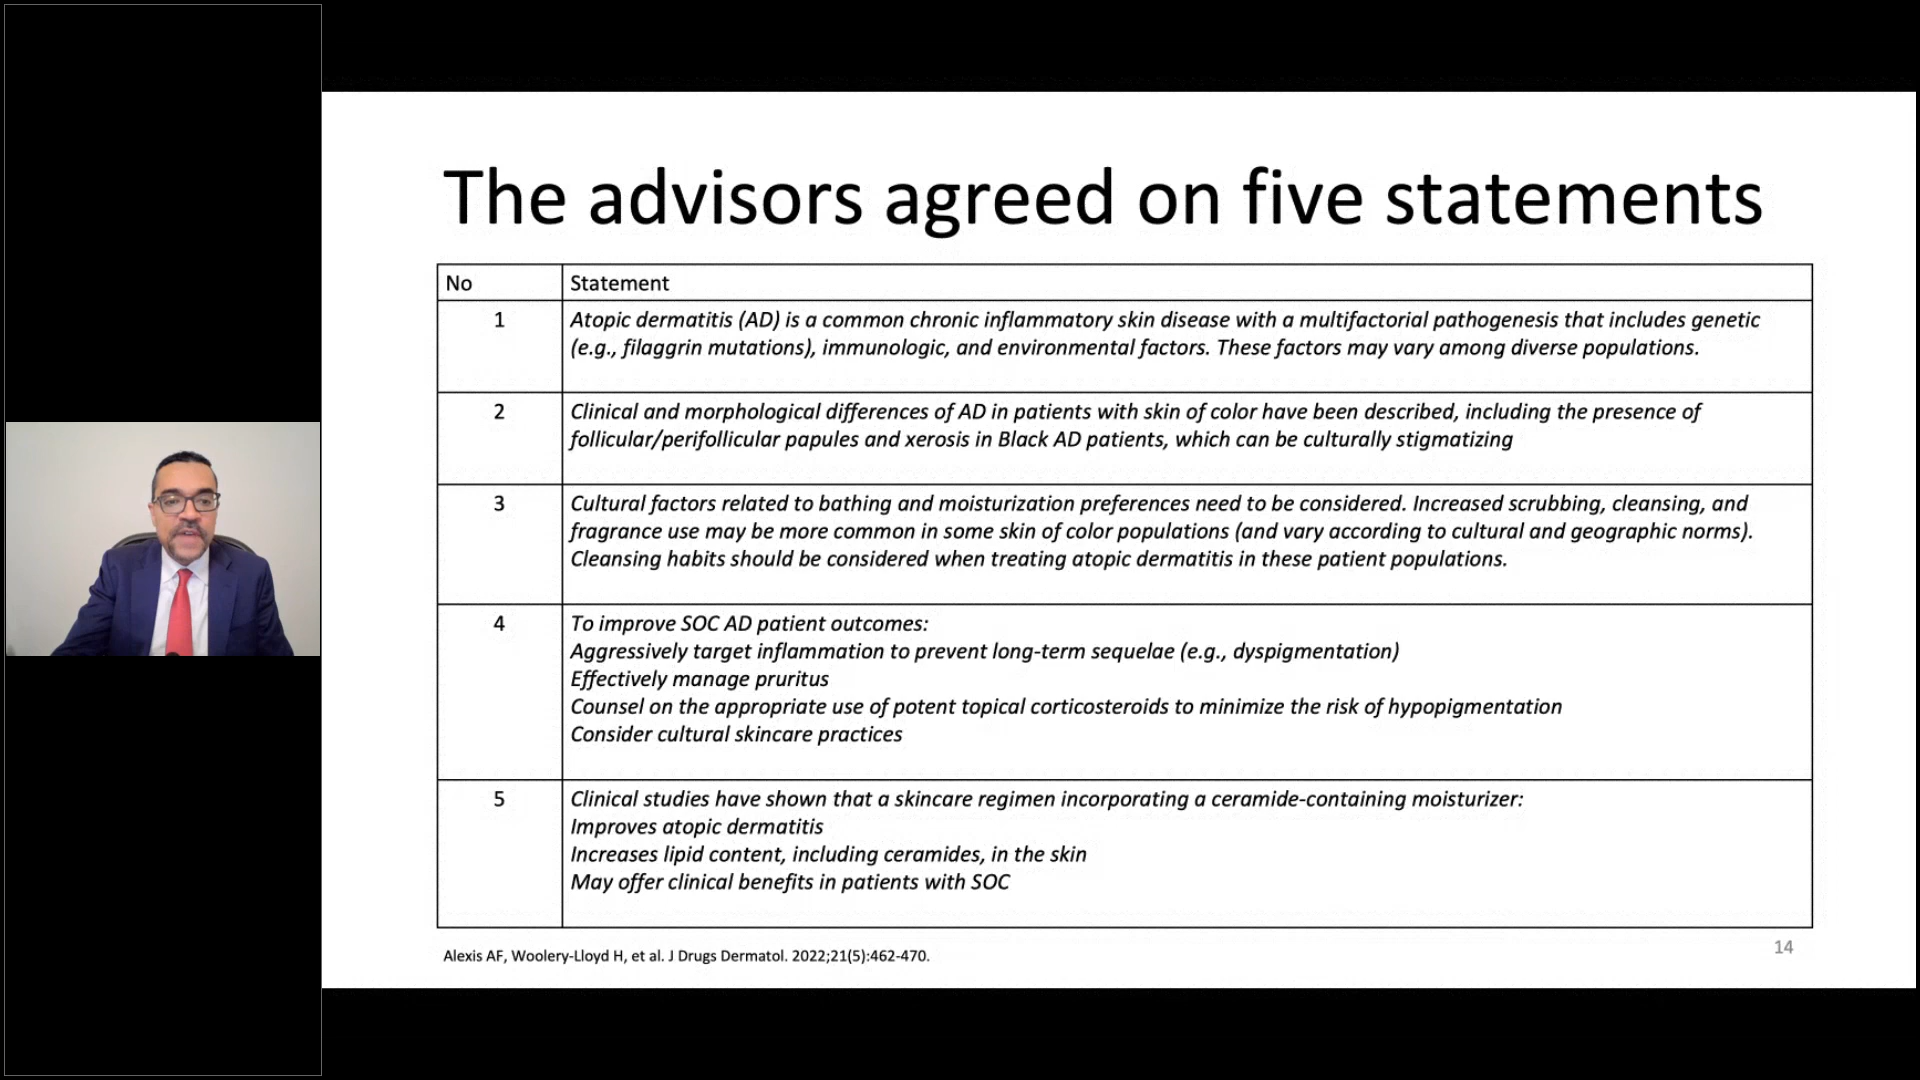 The advisors agreed on five statements
No
Statement
1
Atopic dermatitis (AD) is a common chronic inflammatory skin disease with a multifactorial pathogenesis that includes genetic
(e.g., filaggrin mutations), immunologic, and environmental factors. These factors may vary among diverse populations.
2
Clinical and morphological differences of AD in patients with skin of color have been described, including the presence of
follicular/perifollicular papules and xerosis in Black AD patients, which can be culturally stigmatizing
3
Cultural factors related to bathing and moisturization preferences need to be considered. Increased scrubbing, cleansing, and
fragrance use may be more common in some skin of color populations (and vary according to cultural and geographic norms).
Cleansing habits should be considered when treating atopic dermatitis in these patient populations.
4
To improve SOC AD patient outcomes:
Aggressively target inflammation to prevent long-term sequelae (e.g., dyspigmentation)
Effectively manage pruritus
Counsel on the appropriate use of potent topical corticosteroids to minimize the risk of hypopigmentation
Consider cultural skincare practices
5
Clinical studies have shown that a skincare regimen incorporating a ceramide-containing moisturizer:
Improves atopic dermatitis
Increases lipid content, including ceramides, in the skin
May offer clinical benefits in patients with SOC
Alexis AF, Woolery-Lloyd H, et al. J Drugs Dermatol. 2022;21(5):462-470.
14